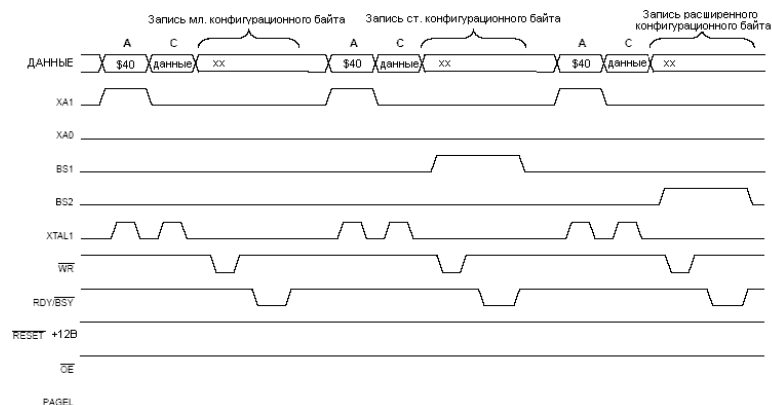 Запись мл. конфигурационного байта
Запись ст. конфигурационного байта
Запись расширенного
конфигурационного байта
A C A C A C
ДАННЫЕ $40 данные XX $40 данные XX $40 данные XX
XA1
XA0
BS1
BS2
XTAL1
WR
RDY/BSY
RESET +12В
OE
PAGEL